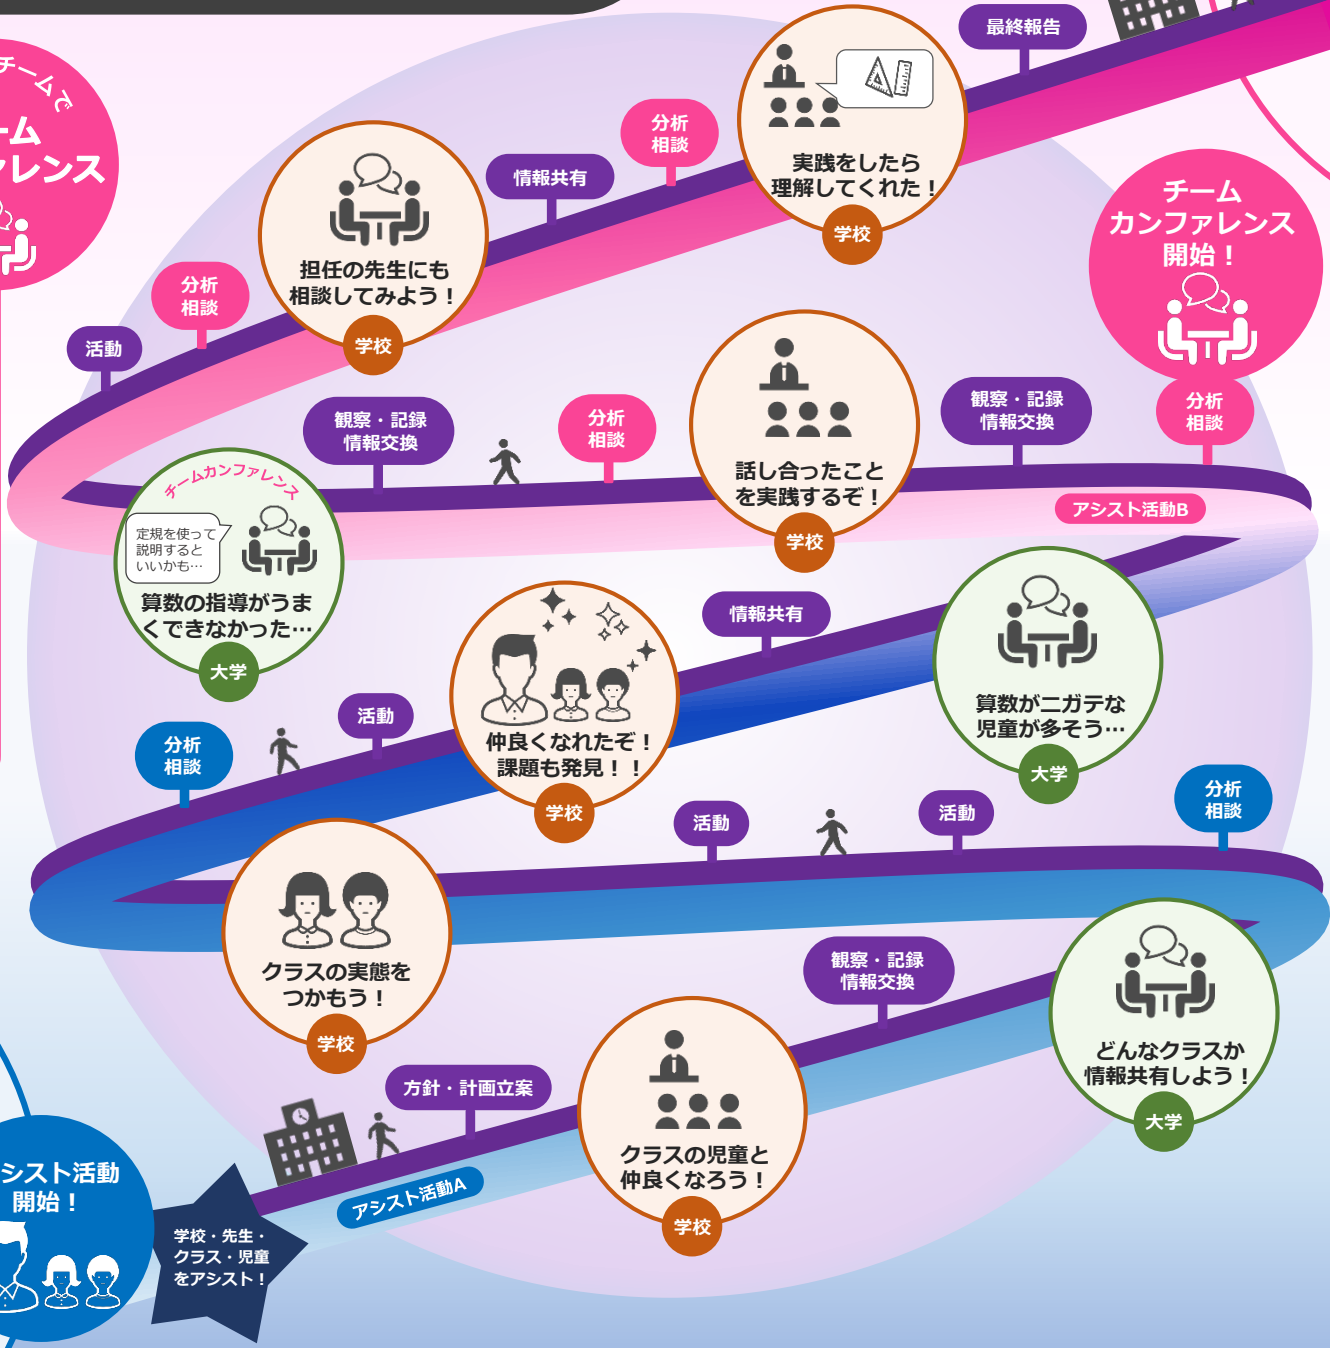 最終報告
分析
相談
実践をしたら
理解してくれた！
学校
チームで
ーム
レンス
情報共有
担任の先生にも
相談してみよう！
学校
チーム
カンファレンス
開始！
分析
相談
活動
観察・記録
情報交換
分析
相談
話し合ったこと
を実践するぞ！
学校
観察・記録
情報交換
分析
相談
アシスト活動B
チームカンファレンス
定規を使って
説明すると
いいかも…
算数の指導がうま
くできなかった…
大学
情報共有
算数がニガテな
児童が多そう…
大学
仲良くなれたぞ！
課題も発見！！
学校
活動
分析
相談
活動
活動
分析
相談
クラスの実態を
つかもう！
学校
観察・記録
情報交換
どんなクラスか
情報共有しよう！
大学
方針・計画立案
クラスの児童と
仲良くなろう！
学校
アシスト活動A
シスト活動
開始！
学校・先生・
クラス・児童
をアシスト！